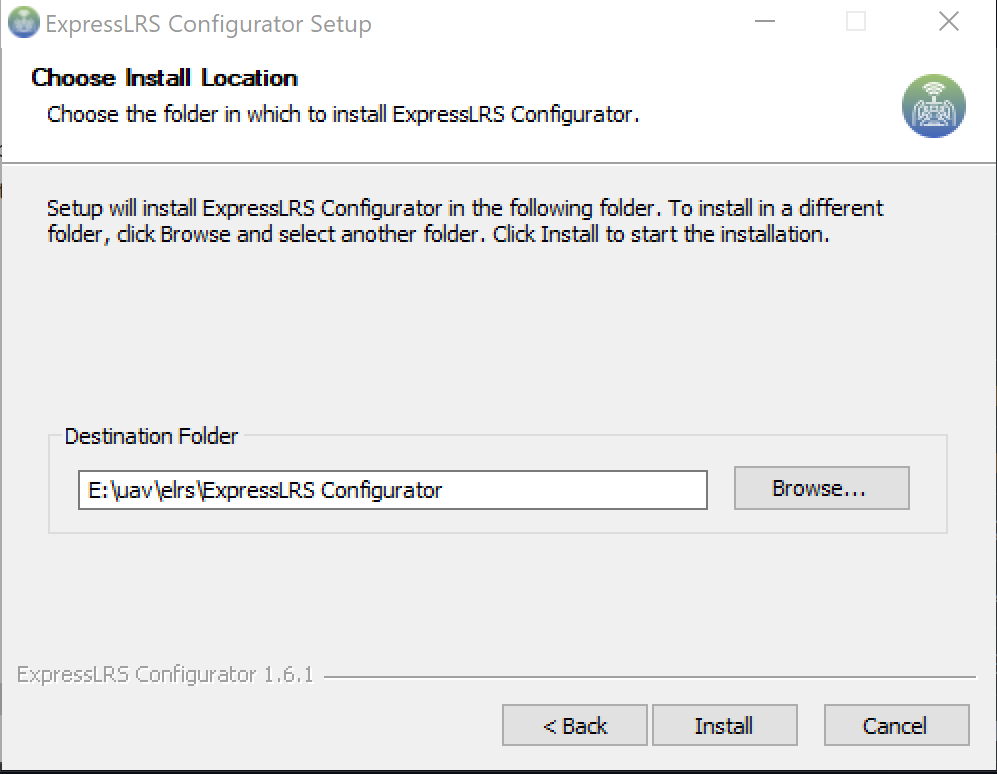 ExpressLRS Configurator Setup
Choose Install Location
Choose the folder in which to install ExpressLRS Configurator.
Setup will install ExpressLRS Configurator in the following folder. To install in a different
folder, click Browse and select another folder. Click Install to start the installation.
Destination Folder
E:\uav\elrs\ExpressLRS Configurator
Browse...
ExpressLRS Configurator 1.6.1
< Back
Install
Cancel